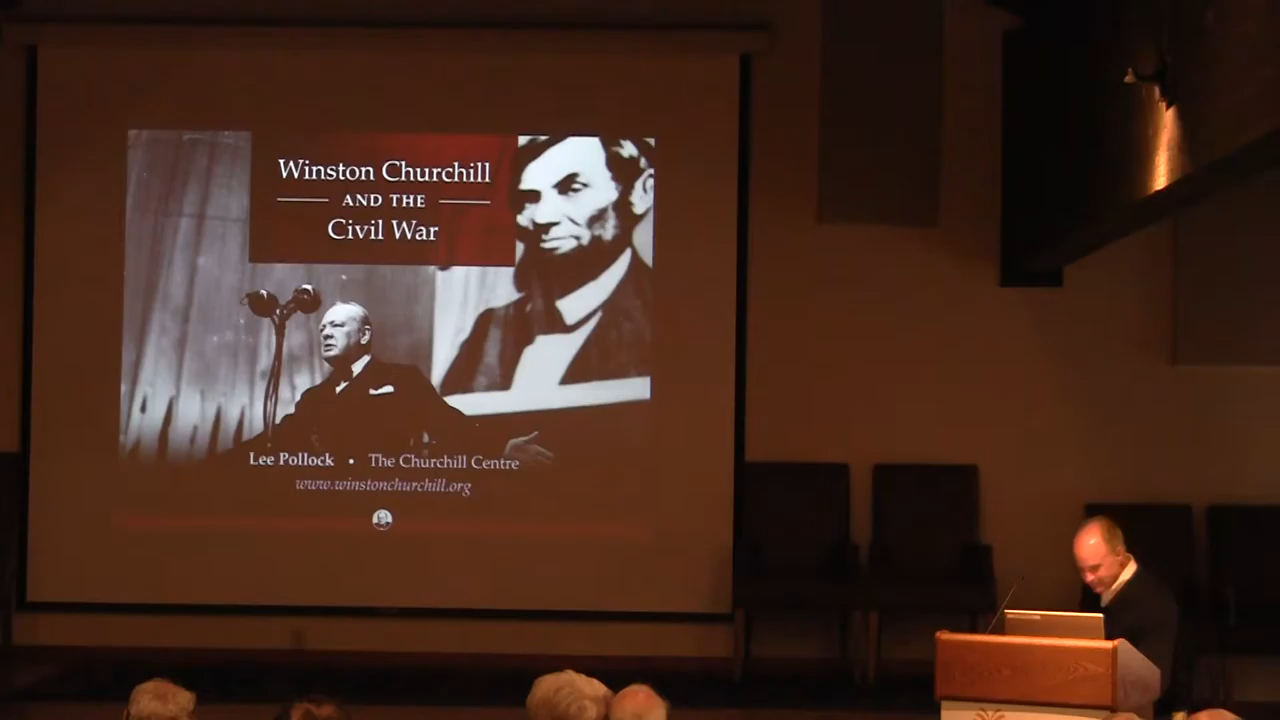 Winston Churchill
AND THE
Civil War
Lee Pollock • The Churchill Centre
www.winstonchurchill.org